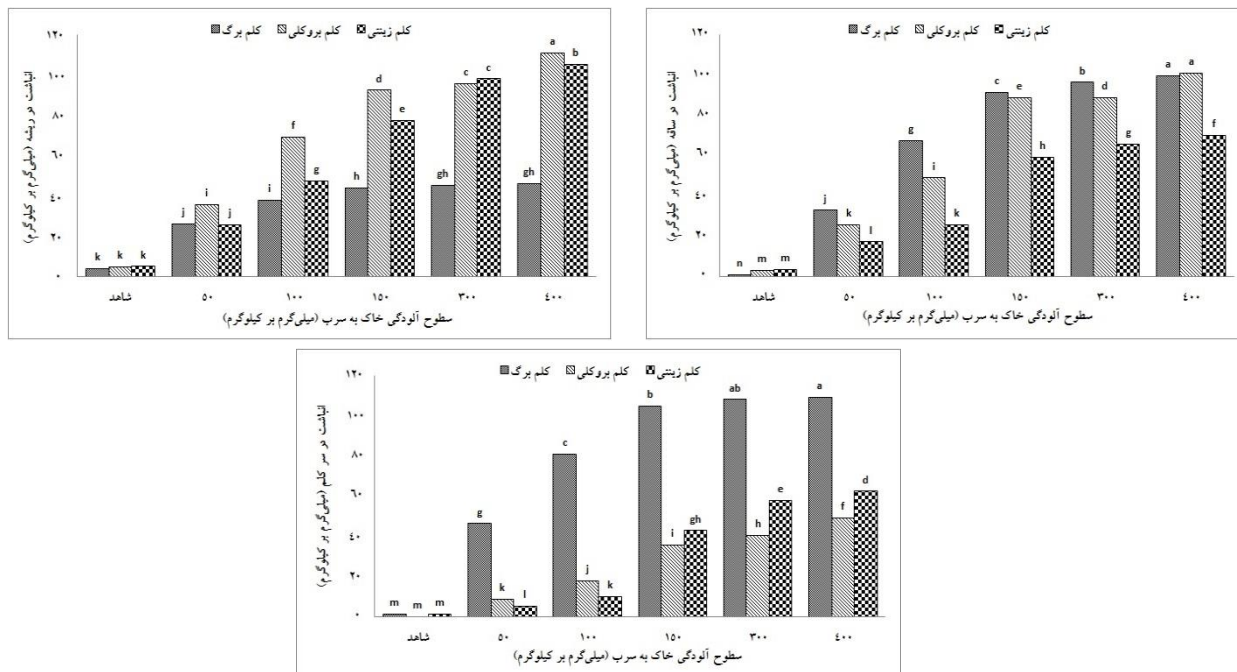 کلم برگ کلم بروکلی کلم زینتی
انباشت در ریشه (میلی‌گرم بر کیلوگرم)
۱۲۰
۱۰۰
۸۰
۶۰
۴۰
۲۰
۰
k k k
j i j
i f g
h d e
gh c c
gh a b
شاهد ۵۰ ۱۰۰ ۱۵۰ ۳۰۰ ۴۰۰
سطوح آلودگی خاک به سرب (میلی‌گرم بر کیلوگرم)
کلم برگ کلم بروکلی کلم زینتی
انباشت در ساقه (میلی‌گرم بر کیلوگرم)
۱۲۰
۱۰۰
۸۰
۶۰
۴۰
۲۰
۰
n m m
j k l
g i k
c e h
b d g
a a f
شاهد ۵۰ ۱۰۰ ۱۵۰ ۳۰۰ ۴۰۰
سطوح آلودگی خاک به سرب (میلی‌گرم بر کیلوگرم)
کلم برگ کلم بروکلی کلم زینتی
انباشت در سر کلم (میلی‌گرم بر کیلوگرم)
۱۲۰
۱۰۰
۸۰
۶۰
۴۰
۲۰
۰
m m m
g k l
c j k
b i gh
ab h e
a f d
شاهد ۵۰ ۱۰۰ ۱۵۰ ۳۰۰ ۴۰۰
سطوح آلودگی خاک به سرب (میلی‌گرم بر کیلوگرم)